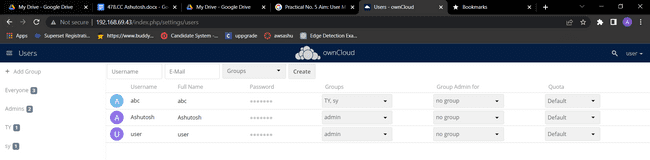 My Drive - Google Drive
478.CC Ashutosh.docx - Google D
My Drive - Google Drive
Practical No. 5 Aim: User M
Users - ownCloud
Bookmarks
Not secure | 192.168.69.43/index.php/settings/users
Apps Superset Registrati... https://www.buddy... Candidate System -... cuppgrade awsashu Edge Detection Exa...
Users ownCloud user
+ Add Group Username E-Mail Groups Create
Username Full Name Password Groups Group Admin for Quota
Everyone 3
A abc abc TY, sy no group Default
Admins 2
A Ashutosh Ashutosh admin no group Default
TY 1
U user user admin no group Default
sy 1